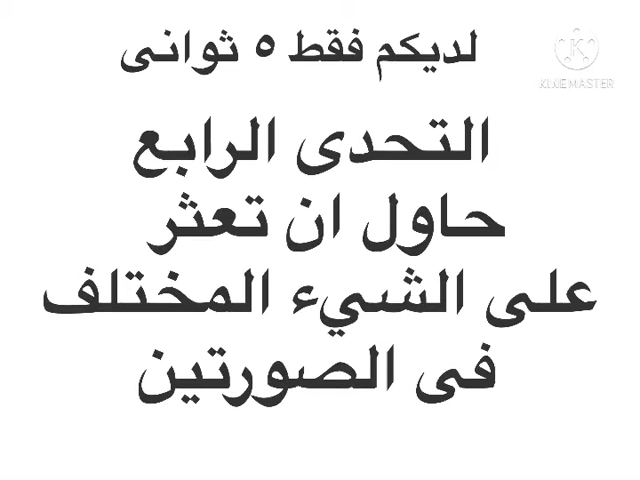 لديكم فقط ٥ ثوانى
KINEMASTER
التحدى الرابع
حاول ان تعثر
على الشيء المختلف
فى الصورتين